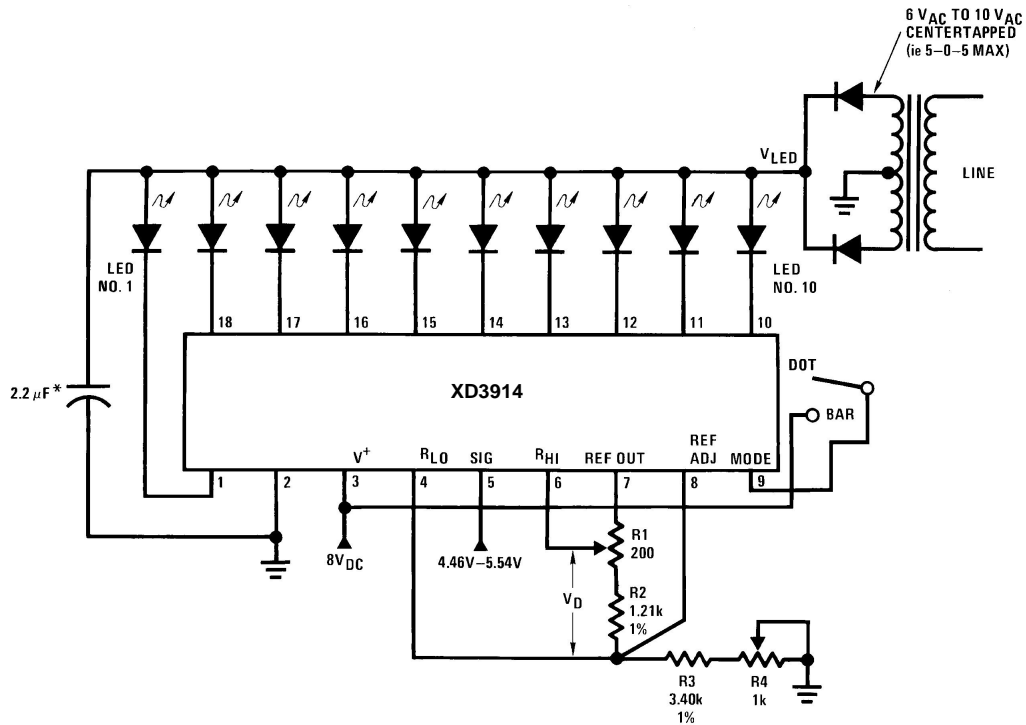 6 VAC TO 10 VAC
CENTERTAPPED
(ie 5–0–5 MAX)
VLED
LINE
LED
NO. 1
LED
NO. 10
18 17 16 15 14 13 12 11 10
2.2 μF*
XD3914
DOT
BAR
V+ RLO SIG RHI REF OUT REF ADJ MODE
1 2 3 4 5 6 7 8 9
8VDC
4.46V–5.54V
R1
200
VD
R2
1.21k
1%
R3
3.40k
1%
R4
1k